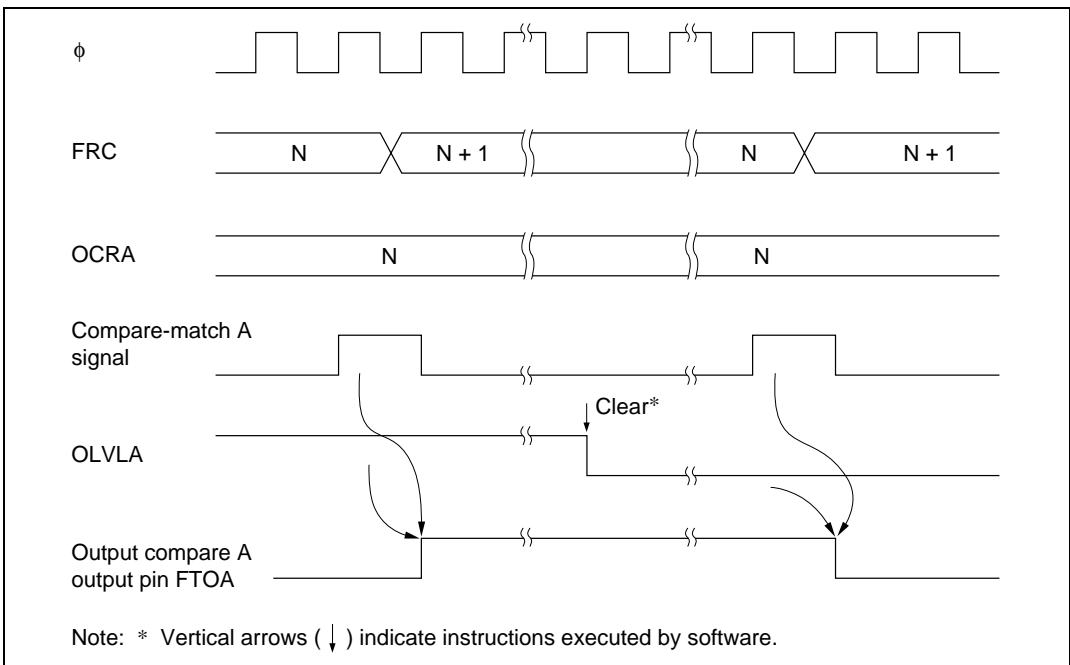 ϕ
FRC N N + 1 N N + 1
OCRA N N
Compare-match A
signal
Clear*
OLVLA
Output compare A
output pin FTOA
Note: * Vertical arrows ( ↓ ) indicate instructions executed by software.